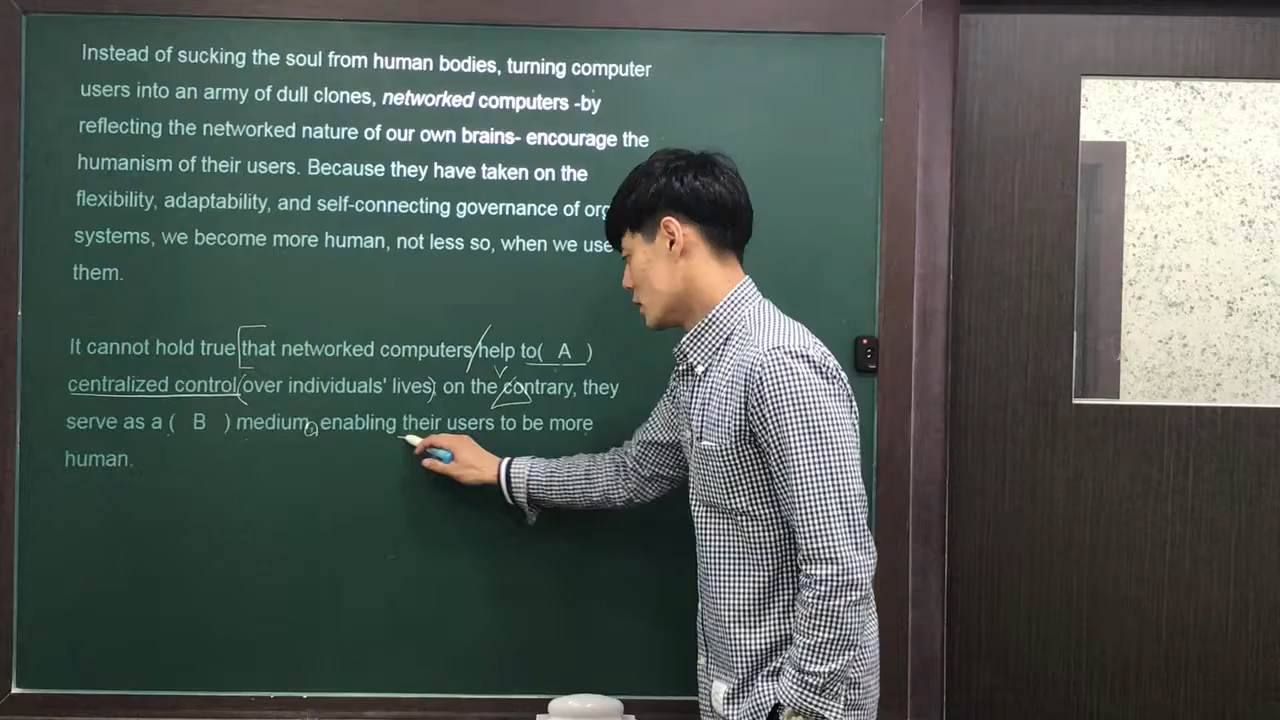 Instead of sucking the soul from human bodies, turning computer
users into an army of dull clones, networked computers -by
reflecting the networked nature of our own brains- encourage the
humanism of their users. Because they have taken on the
flexibility, adaptability, and self-connecting governance of
systems, we become more human, not less so, when we use
them.
It cannot hold true that networked computers help to( A )
centralized control over individuals' lives, on the contrary, they
serve as a ( B ) medium, enabling their users to be more
human.